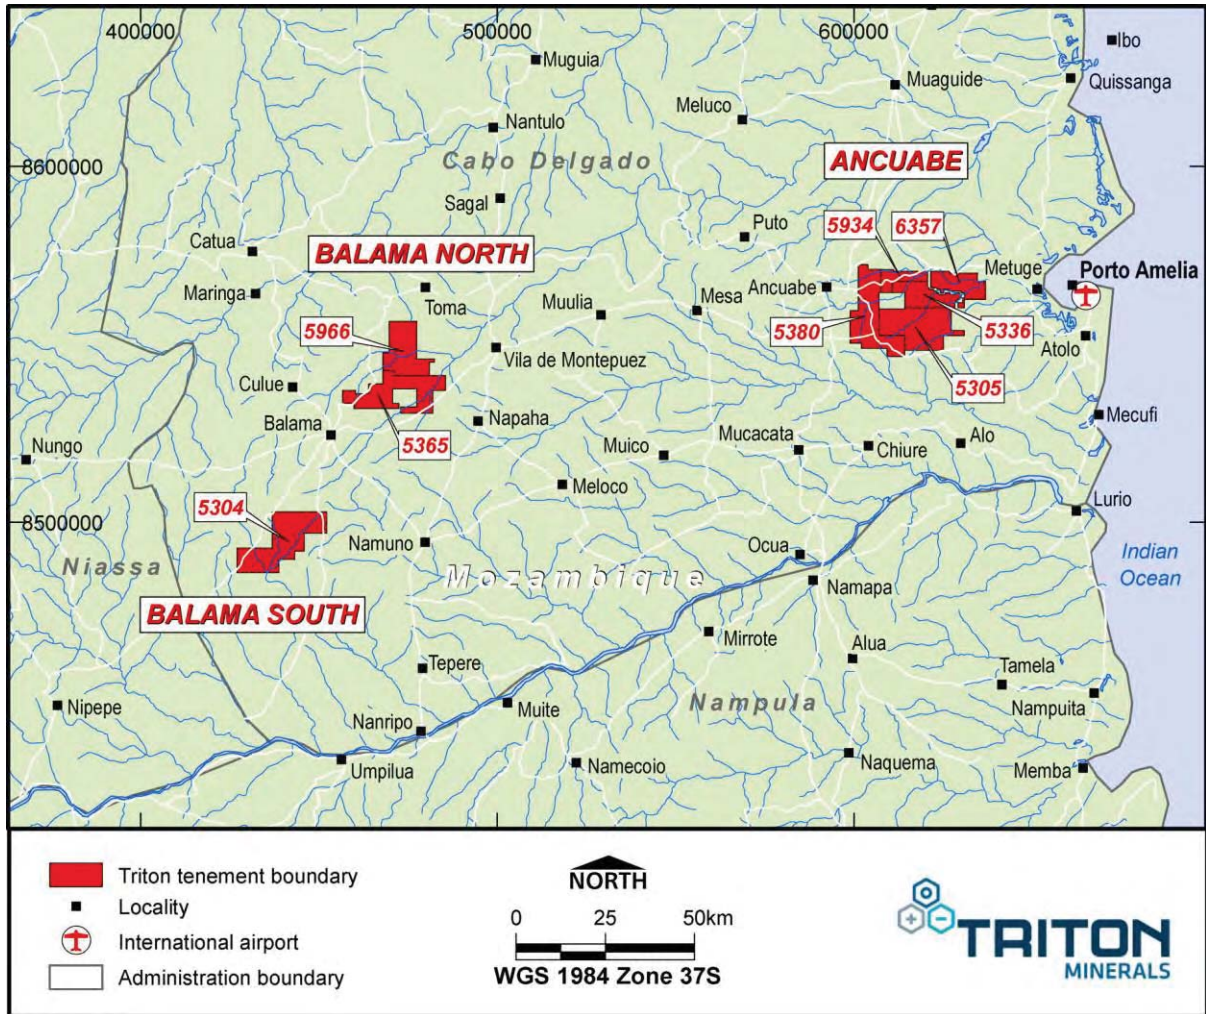 400000
500000
600000
Ibo
Muguia
Muaguide
Quissanga
Meluco
Nantulo
Cabo Delgado
ANCUABE
8600000
Sagal
5934
6357
Puto
Catua
BALAMA NORTH
Metuge
Porto Amelia
Maringa
Toma
Muulia
Mesa
Ancuabe
5966
5380
5336
Atolo
Vila de Montepuez
Culue
5305
Mecufi
Balama
5365
Napaha
Nungo
Muico
Mucacata
Chiure
Alo
Meloco
5304
Lurio
8500000
Namuno
Ocua
Indian
Ocean
Niassa
Mozambique
Namapa
BALAMA SOUTH
Mirrote
Alua
Tepere
Tamela
Nampula
Nampuita
Nipepe
Muite
Nanripo
Umpilua
Namecoio
Naquema
Memba
Triton tenement boundary
Locality
International airport
Administration boundary
NORTH
0 25 50km
WGS 1984 Zone 37S
TRITON
MINERALS